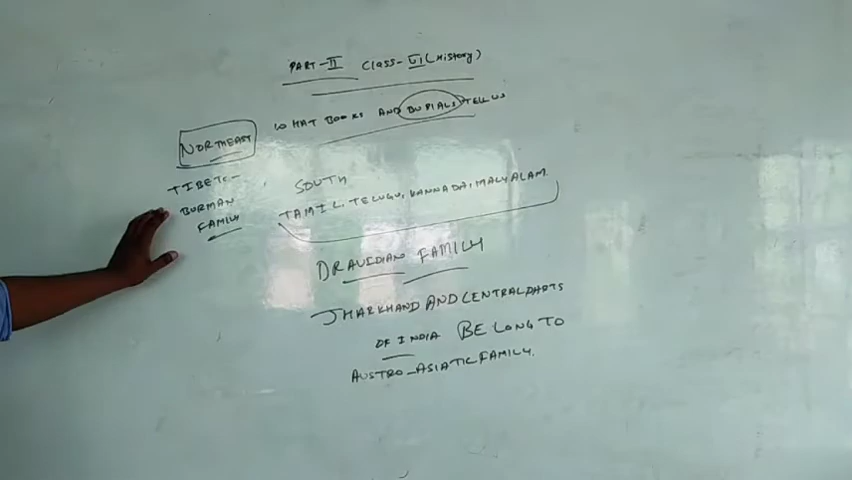 PART-II Class-VI (History)
WHAT BOOKS AND BURIALS TELL US
NORTHEAST
TIBETO-
BURMAN
FAMILY
SOUTH
TAMIL, TELUGU, KANNADA, MALYALAM
DRAVIDIAN FAMILY
JHARKHAND AND CENTRAL PARTS
OF INDIA BELONG TO
AUSTRO-ASIATIC FAMILY.